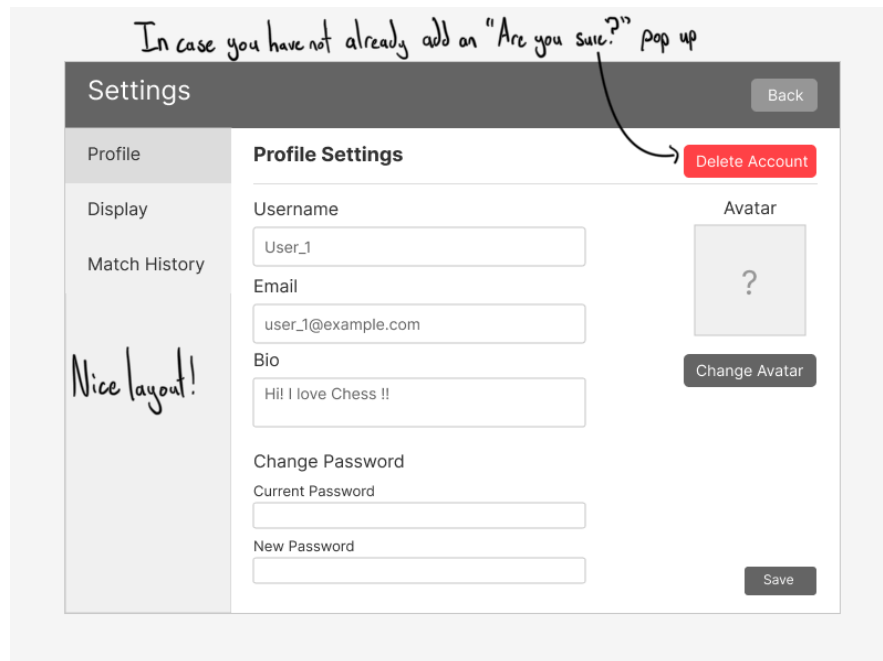 In case you have not already add an "Are you sure?" pop up
Settings
Back
Profile
Profile Settings
Delete Account
Display
Username
Avatar
User_1
Match History
Email
?
user_1@example.com
Bio
Change Avatar
Nice layout!
Hi! I love Chess !!
Change Password
Current Password
New Password
Save